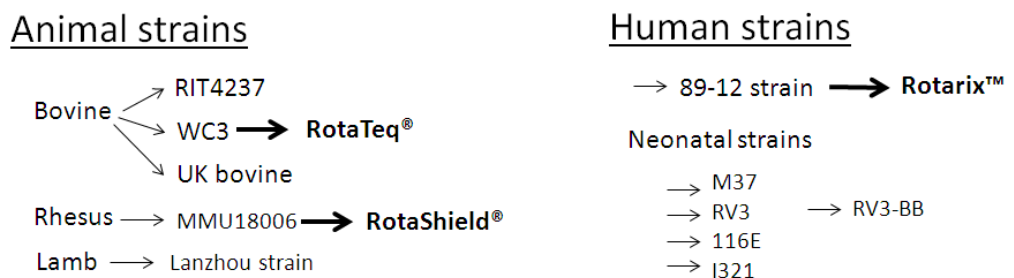 Animal strains
Bovine
RIT4237
WC3 → RotaTeq®
UK bovine
Rhesus → MMU18006 → RotaShield®
Lamb → Lanzhou strain
Human strains
→ 89-12 strain → Rotarix™
Neonatal strains
→ M37
→ RV3 → RV3-BB
→ 116E
→ I321